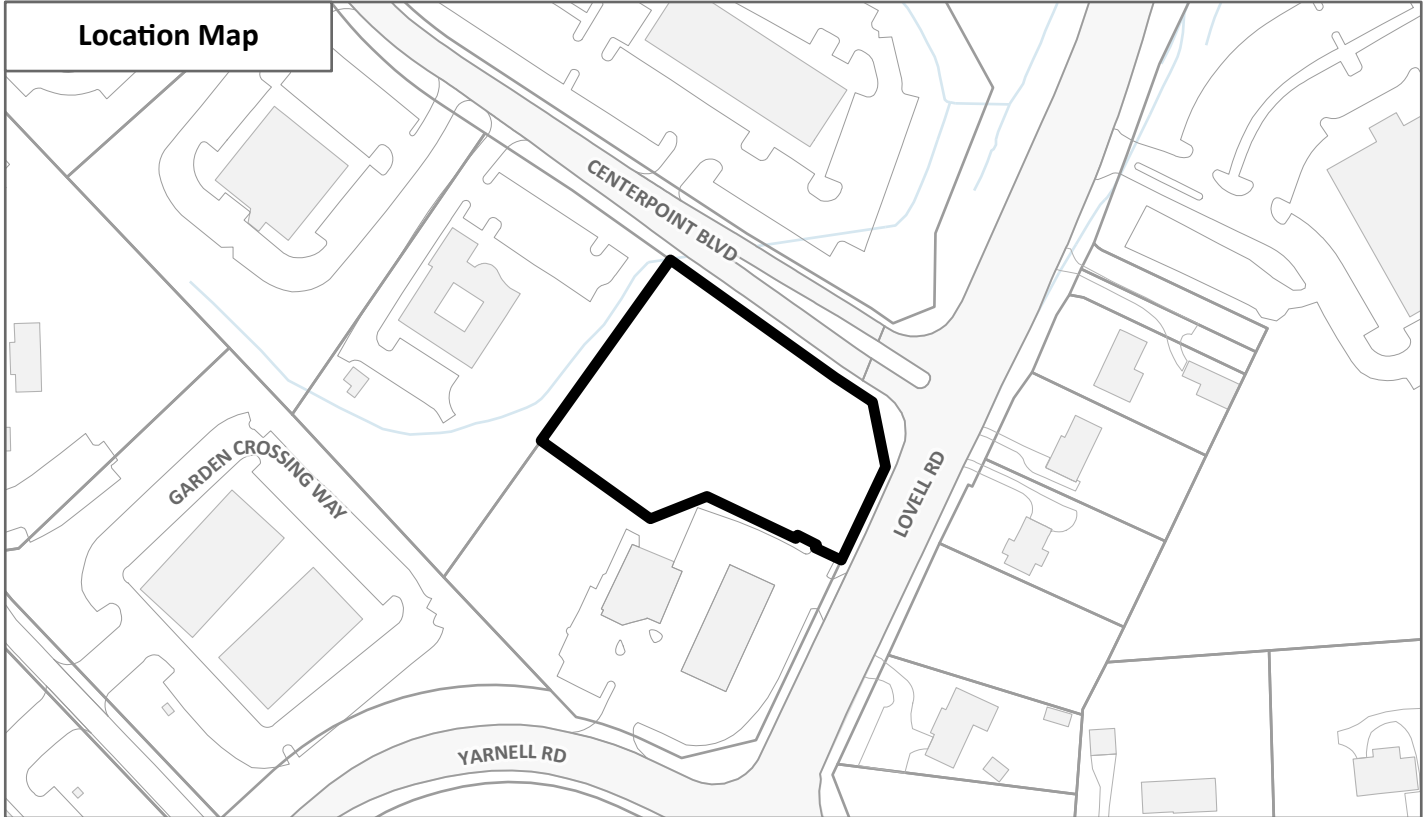 Location Map
CENTERPOINT BLVD
GARDEN CROSSING WAY
LOVELL RD
YARNELL RD